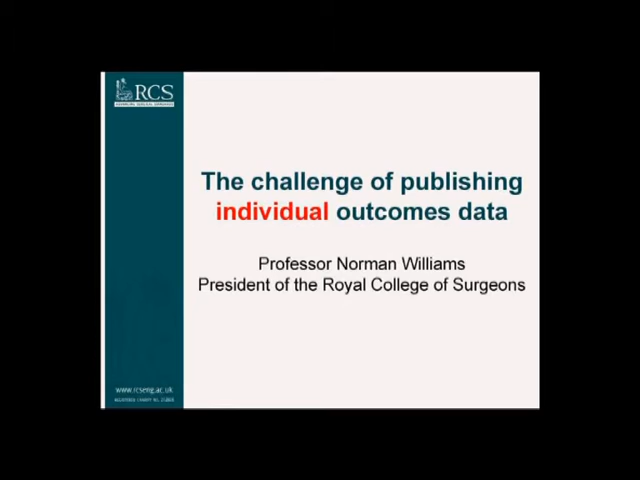 RCS
The challenge of publishing
individual outcomes data
Professor Norman Williams
President of the Royal College of Surgeons
www.rcseng.ac.uk